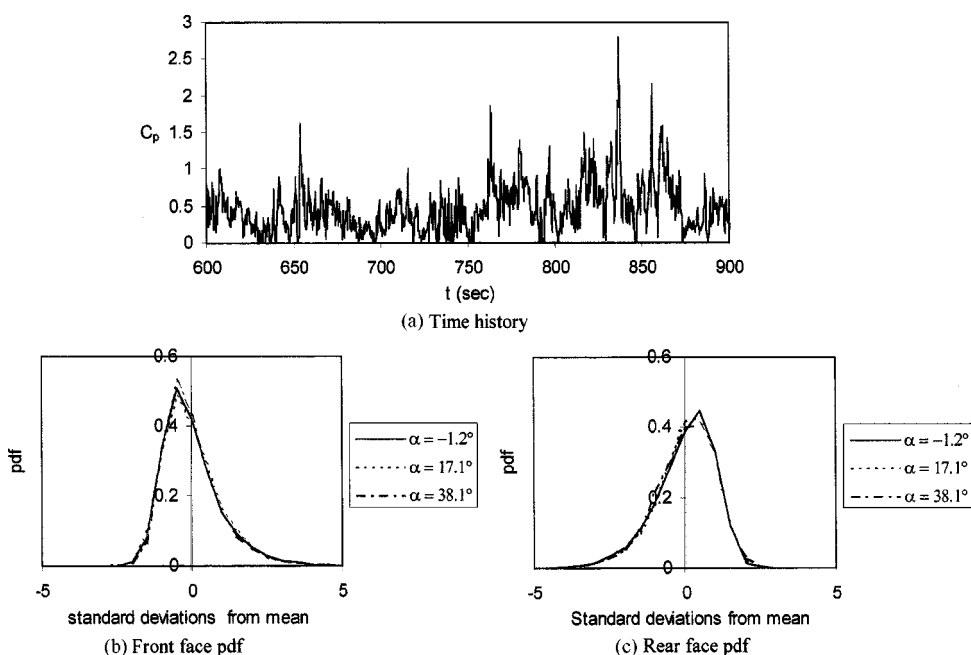 3
2.5
2
Cp
1.5
1
0.5
0
600 650 700 750 800 850 900
t (sec)
(a) Time history
0.6 0.6
pdf 0.4 α = −1.2° pdf 0.4 α = −1.2°
α = 17.1° α = 17.1°
0.2 α = 38.1° 0.2 α = 38.1°
0 0
-5 0 5 -5 0 5
standard deviations from mean Standard deviations from mean
(b) Front face pdf (c) Rear face pdf